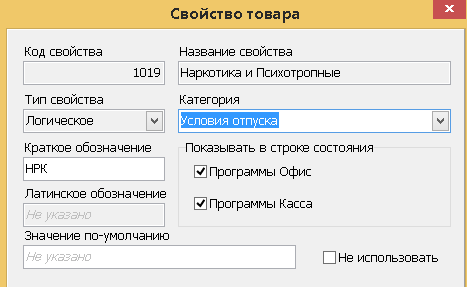 Свойство товара
Код свойства
Название свойства
1019
Наркотика и Психотропные
Тип свойства
Категория
Логическое
Условия отпуска
Краткое обозначение
Показывать в строке состояния
НРК
Программы Офис
Латинское обозначение
Не указано
Программы Касса
Значение по-умолчанию
Не указано
Не использовать